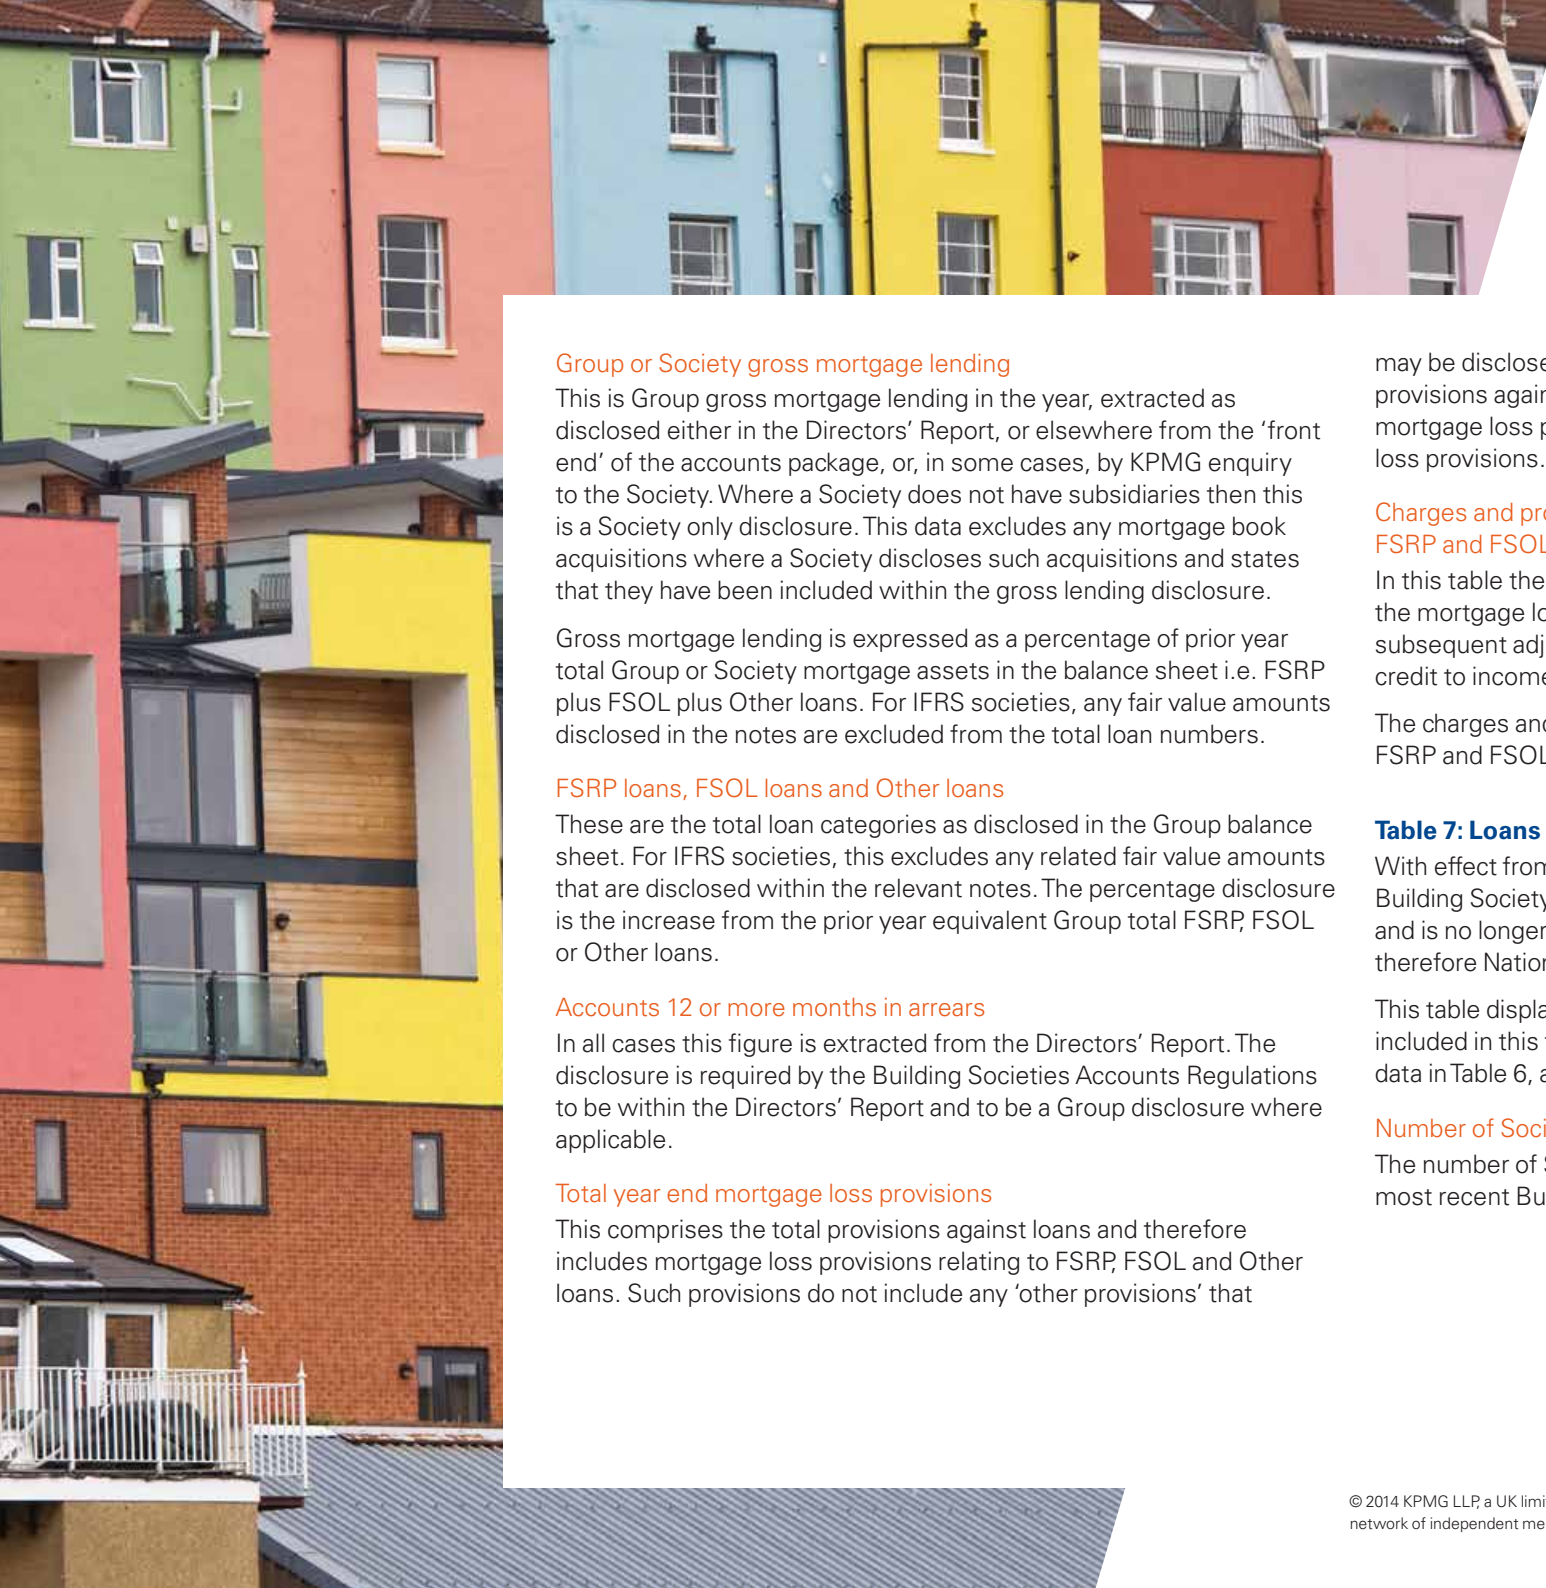 Group or Society gross mortgage lending
This is Group gross mortgage lending in the year, extracted as
disclosed either in the Directors’ Report, or elsewhere from the ‘front
end’ of the accounts package, or, in some cases, by KPMG enquiry
to the Society. Where a Society does not have subsidiaries then this
is a Society only disclosure. This data excludes any mortgage book
acquisitions where a Society discloses such acquisitions and states
that they have been included within the gross lending disclosure.
Gross mortgage lending is expressed as a percentage of prior year
total Group or Society mortgage assets in the balance sheet i.e. FSRP
plus FSOL plus Other loans. For IFRS societies, any fair value amounts
disclosed in the notes are excluded from the total loan numbers.
FSRP loans, FSOL loans and Other loans
These are the total loan categories as disclosed in the Group balance
sheet. For IFRS societies, this excludes any related fair value amounts
that are disclosed within the relevant notes. The percentage disclosure
is the increase from the prior year equivalent Group total FSRP, FSOL
or Other loans.
Accounts 12 or more months in arrears
In all cases this figure is extracted from the Directors’ Report. The
disclosure is required by the Building Societies Accounts Regulations
to be within the Directors’ Report and to be a Group disclosure where
applicable.
Total year end mortgage loss provisions
This comprises the total provisions against loans and therefore
includes mortgage loss provisions relating to FSRP, FSOL and Other
loans. Such provisions do not include any ‘other provisions’ that
may be
provisions
mortgage loss
loss provisions.
Charges and
FSRP and FSOL
In this table the
the mortgage
subsequent
credit to income
The charges
FSRP and FSOL
Table 7: Loans
With effect
Building Society
and is no longer
therefore
This table
included in this
data in Table 6,
Number of
The number of
most recent
© 2014 KPMG LLP, a UK
network of independent